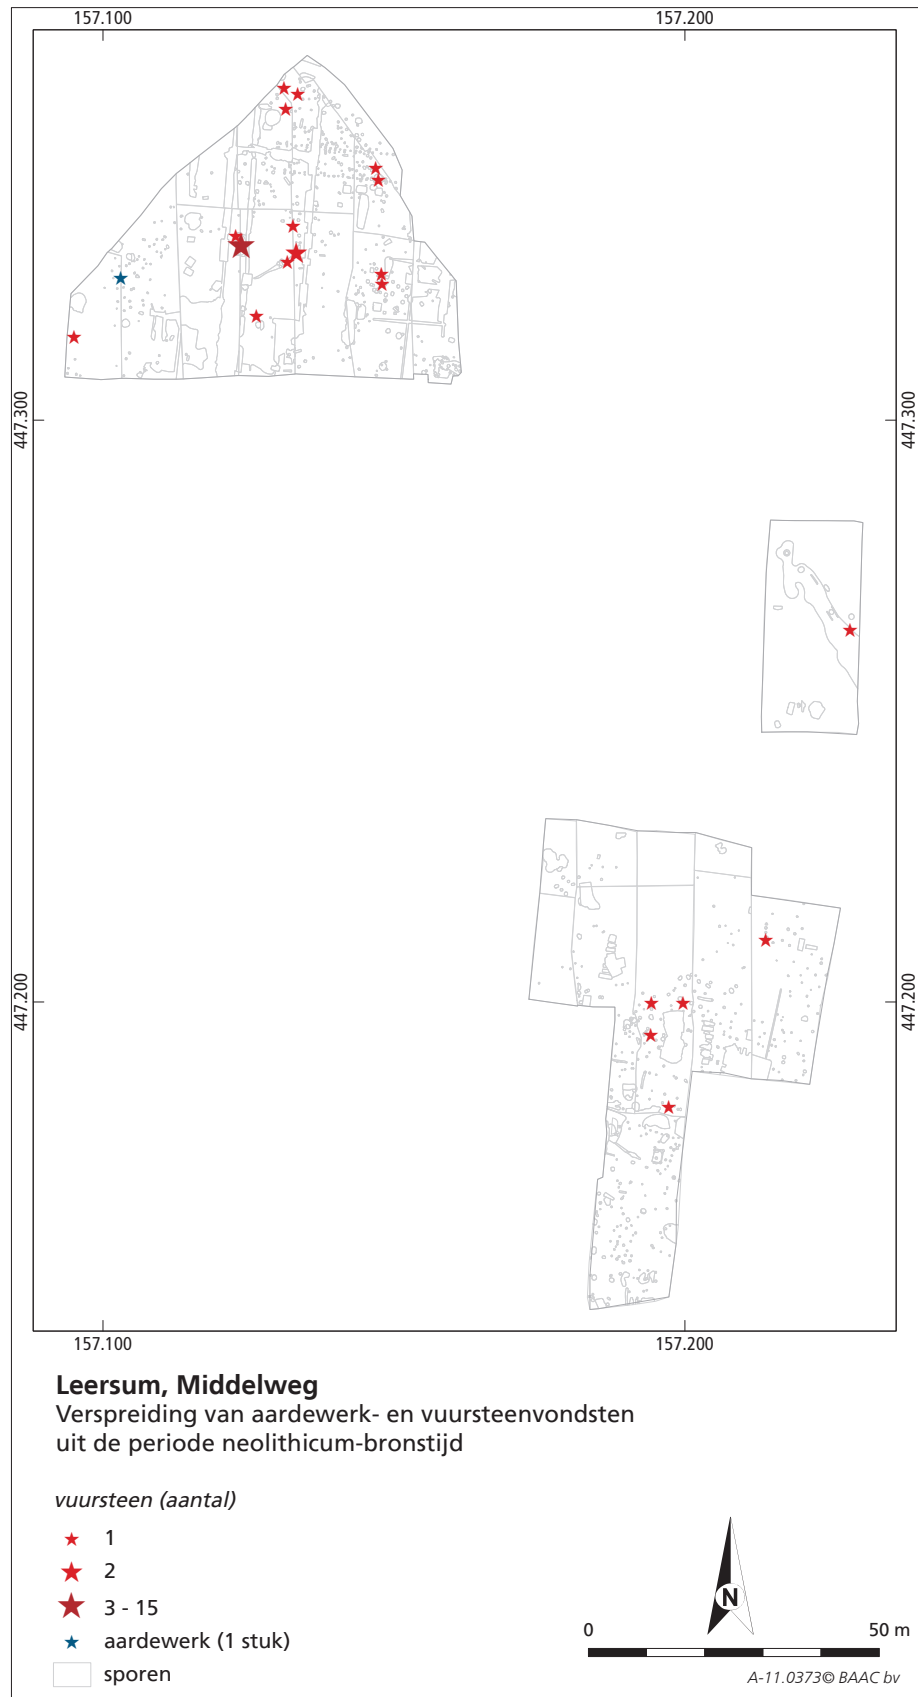 157.100 157.200
447.300 447.300
447.200 447.200
157.100 157.200
Leersum, Middelweg
Verspreiding van aardewerk- en vuursteenvondsten
uit de periode neolithicum-bronstijd
vuursteen (aantal)
1
2
3 - 15
aardewerk (1 stuk)
sporen
N
0 50 m
A-11.0373© BAAC bv